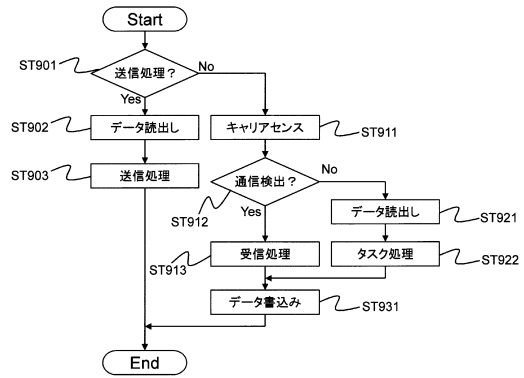 Start
ST901
送信処理？
No
Yes
ST902
データ読出し
キャリアセンス
ST911
ST903
送信処理
通信検出？
No
ST912
Yes
データ読出し
ST921
ST913
受信処理
タスク処理
ST922
データ書込み
ST931
End